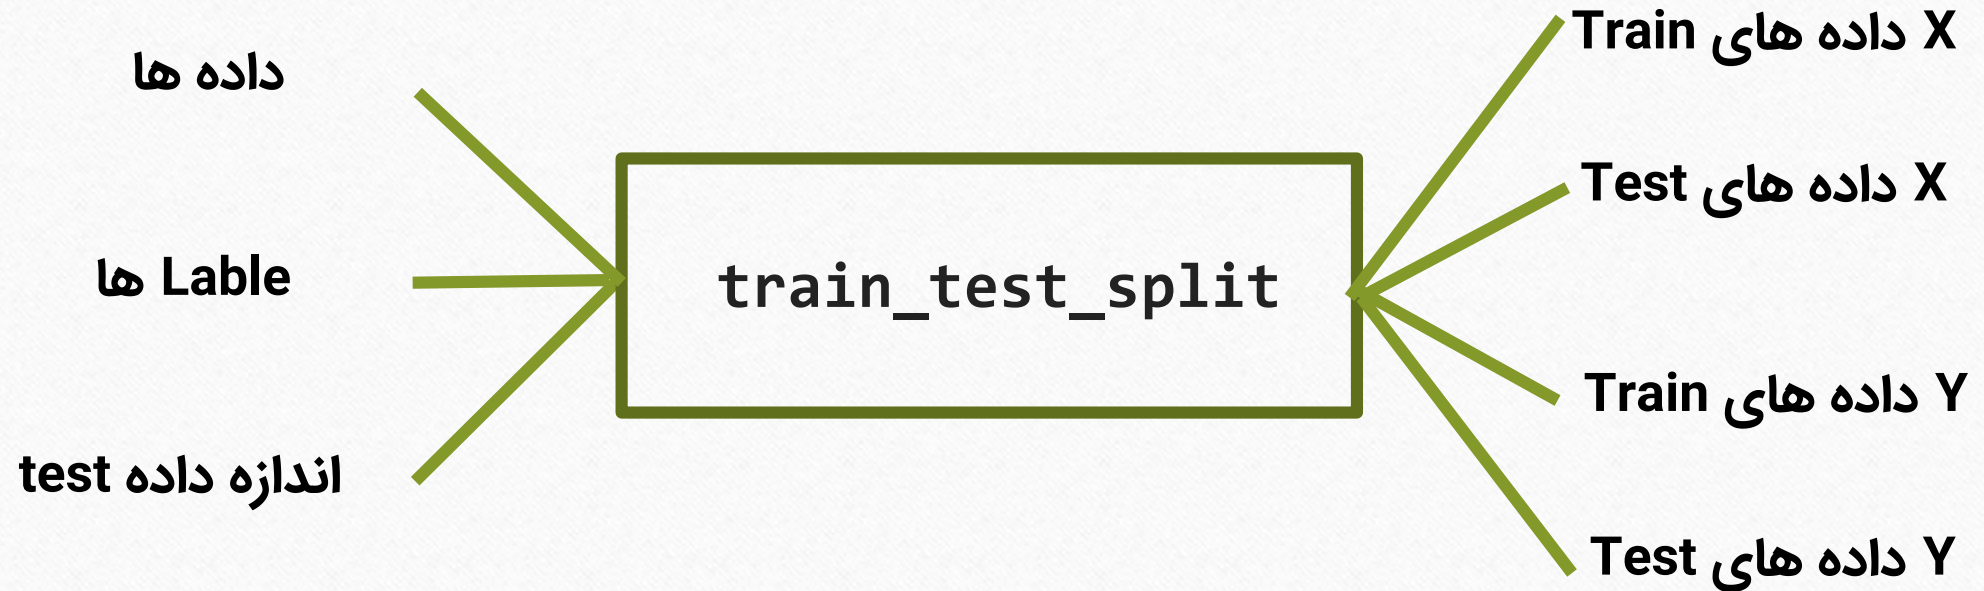 داده ها
Lable ها
اندازه داده test
train_test_split
X داده های Train
X داده های Test
Y داده های Train
Y داده های Test